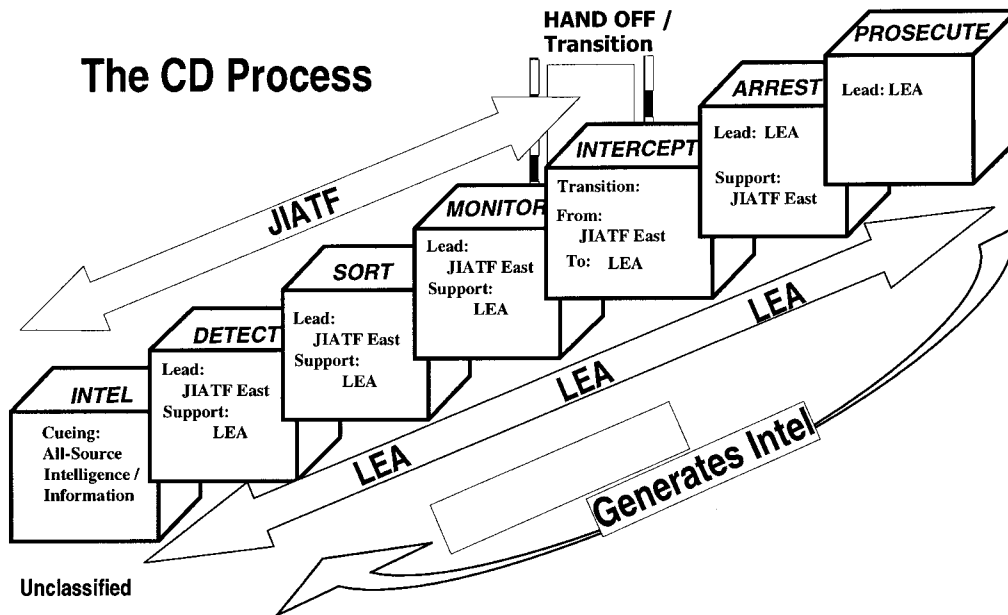 The CD Process
HAND OFF /
Transition
JIATF
INTEL
Cueing:
All-Source
Intelligence /
Information
DETECT
Lead:
JIATF East
Support:
LEA
SORT
Lead:
JIATF East
Support:
LEA
MONITOR
Lead:
JIATF East
Support:
LEA
INTERCEPT
Transition:
From:
JIATF East
To: LEA
ARREST
Lead: LEA
Support:
JIATF East
PROSECUTE
Lead: LEA
LEA
LEA
LEA
Generates Intel
Unclassified